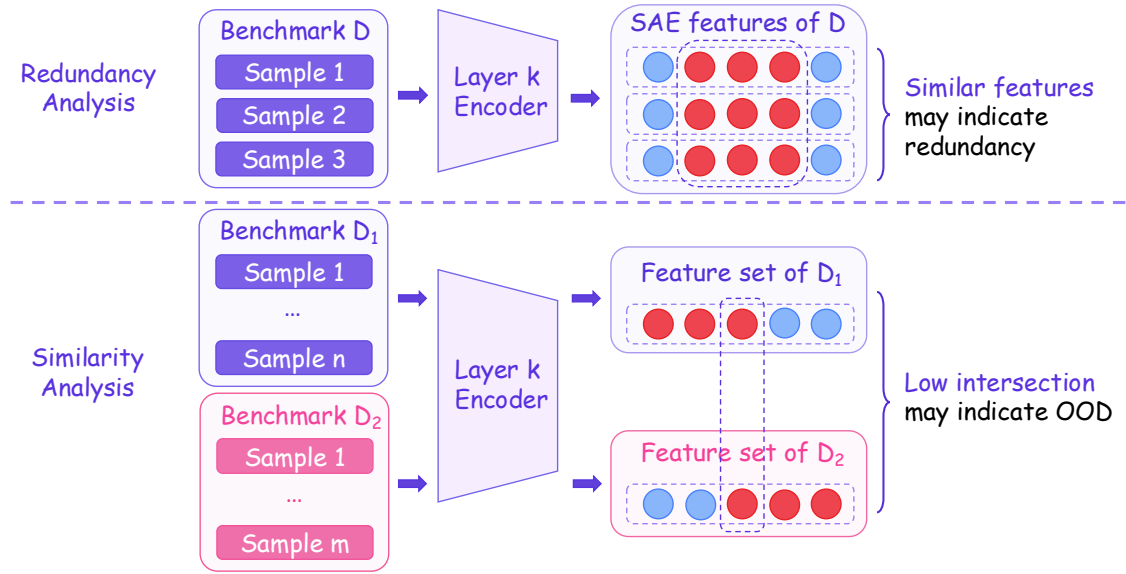 Redundancy
Analysis
Benchmark D
Sample 1
Sample 2
Sample 3
Layer k
Encoder
SAE features of D
Similar features
may indicate
redundancy
Similarity
Analysis
Benchmark D₁
Sample 1
...
Sample n
Benchmark D₂
Sample 1
...
Sample m
Layer k
Encoder
Feature set of D₁
Feature set of D₂
Low intersection
may indicate OOD